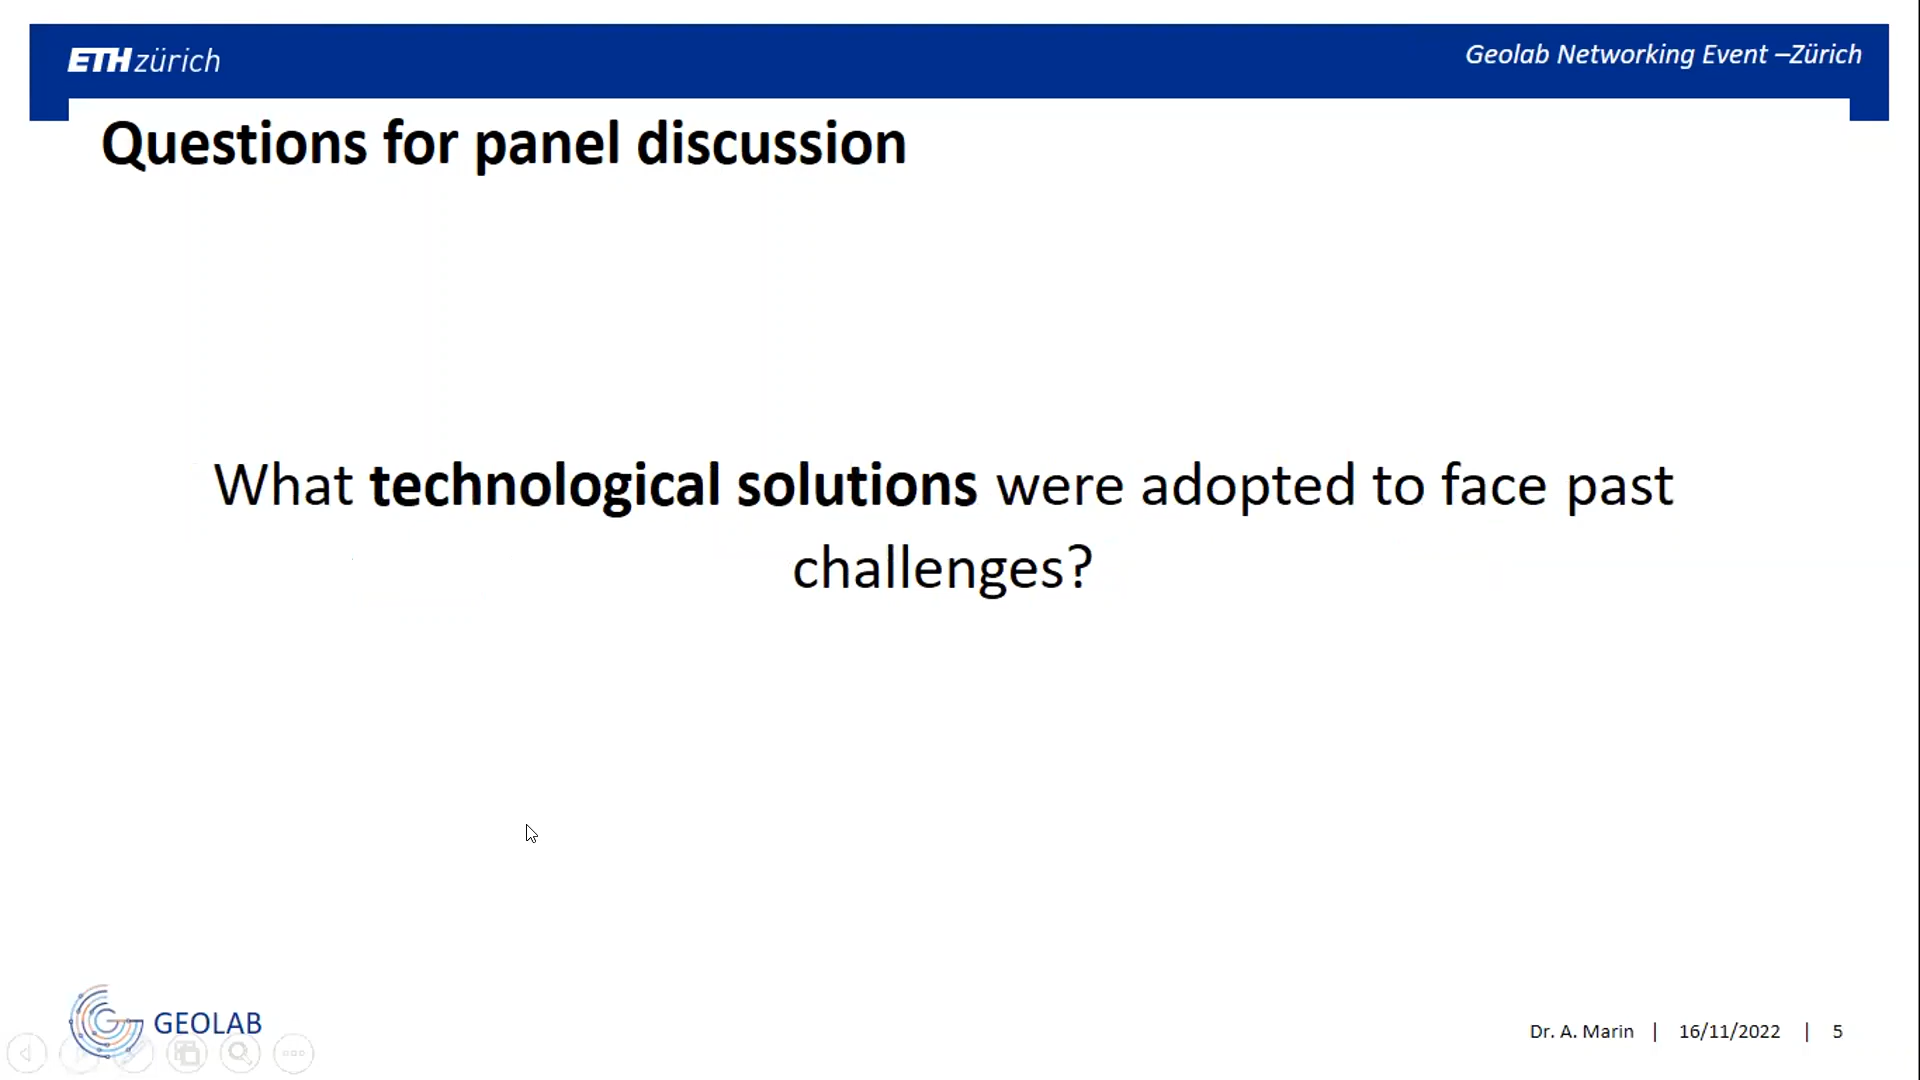 ETH zürich
Geolab Networking Event –Zürich
Questions for panel discussion
What technological solutions were adopted to face past
challenges?
GEOLAB
Dr. A. Marin | 16/11/2022 | 5